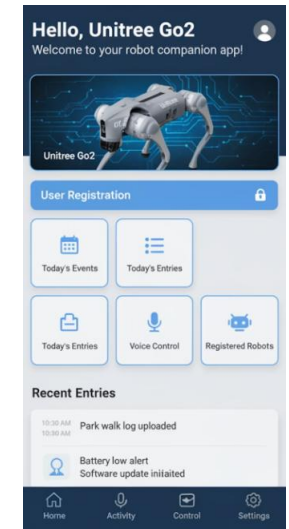 Hello, Unitree Go2
Welcome to your robot companion app!
Unitree Go2
User Registration
Today's Events
Today's Entries
Today's Entries
Voice Control
Registered Robots
Recent Entries
10:30 AM
10:30 AM
Park walk log uploaded
Battery low alert
Software update iniiaited
Home
Activity
Control
Settings